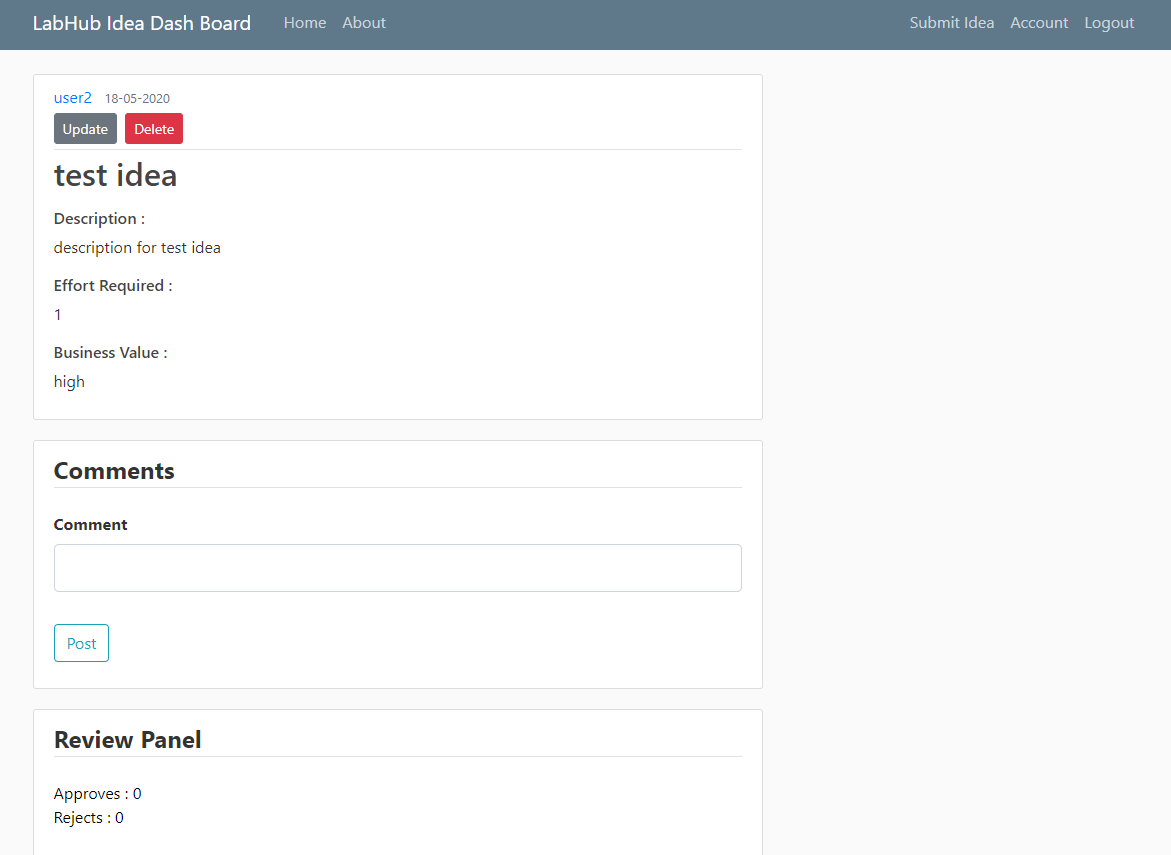 LabHub Idea Dash Board Home About Submit Idea Account Logout
user2 18-05-2020
Update Delete
test idea
Description :
description for test idea
Effort Required :
1
Business Value :
high
Comments
Comment
Post
Review Panel
Approves : 0
Rejects : 0